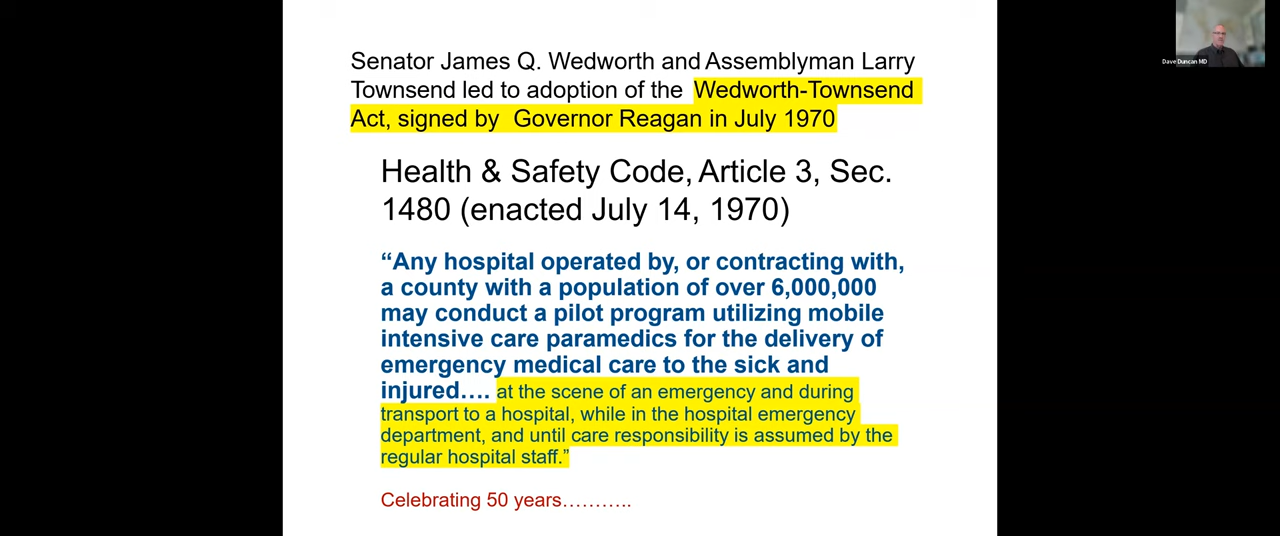 Senator James Q. Wedworth and Assemblyman Larry
Townsend led to adoption of the Wedworth-Townsend
Act, signed by Governor Reagan in July 1970
Health & Safety Code, Article 3, Sec.
1480 (enacted July 14, 1970)
“Any hospital operated by, or contracting with,
a county with a population of over 6,000,000
may conduct a pilot program utilizing mobile
intensive care paramedics for the delivery of
emergency medical care to the sick and
injured…. at the scene of an emergency and during
transport to a hospital, while in the hospital emergency
department, and until care responsibility is assumed by the
regular hospital staff.”
Celebrating 50 years………..
Dave Duncan MD